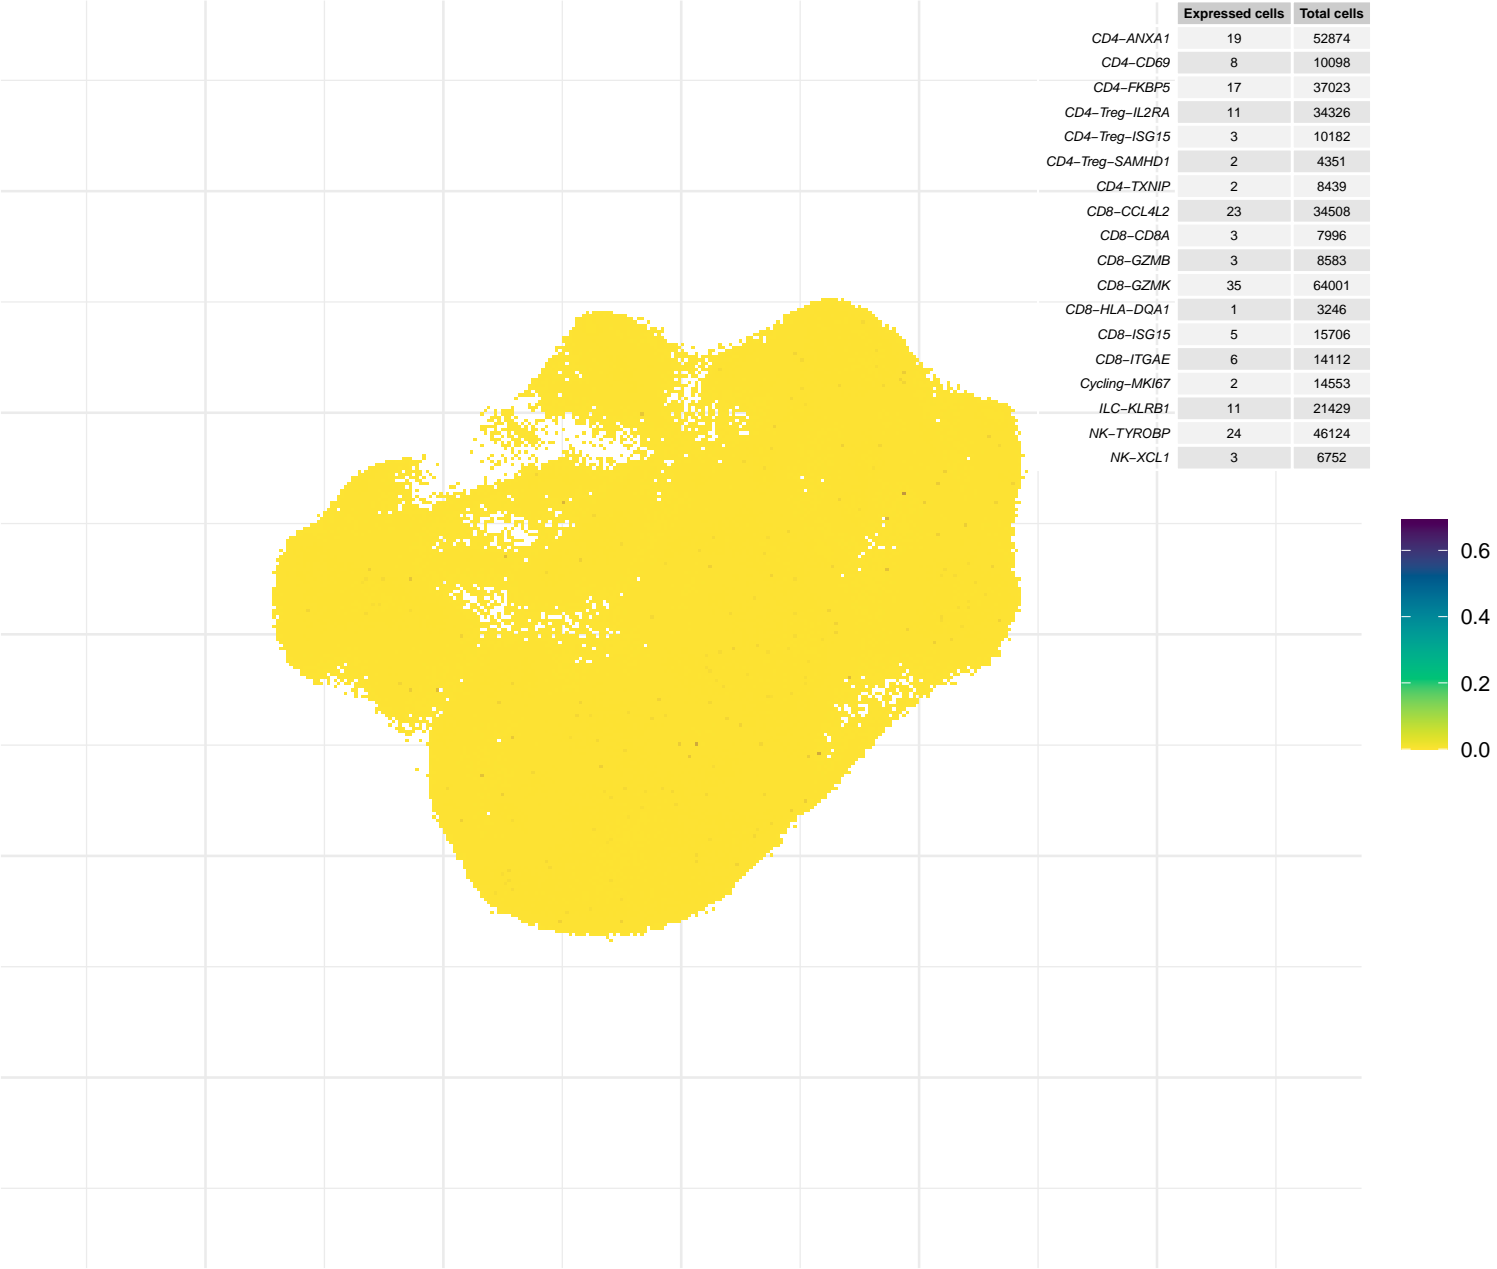 Expressed cells Total cells
CD4−ANXA1 19 52874
CD4−CD69 8 10098
CD4−FKBP5 17 37023
CD4−Treg−IL2RA 11 34326
CD4−Treg−ISG15 3 10182
CD4−Treg−SAMHD1 2 4351
CD4−TXNIP 2 8439
CD8−CCL4L2 23 34508
CD8−CD8A 3 7996
CD8−GZMB 3 8583
CD8−GZMK 35 64001
CD8−HLA−DQA1 1 3246
CD8−ISG15 5 15706
CD8−ITGAE 6 14112
Cycling−MKI67 2 14553
ILC−KLRB1 11 21429
NK−TYROBP 24 46124
NK−XCL1 3 6752
0.6
0.4
0.2
0.0